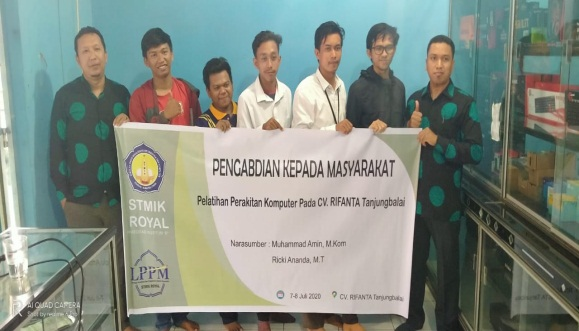 PENGABDIAN KEPADA MASYARAKAT
Pelatihan Perakitan Komputer Pada CV. RIFANTA Tanjungbalai
STMIK
ROYAL
Narasumber : Muhammad Amin, M.Kom
Ricki Ananda, M.T
LPPM
7-8 Juli 2020
CV. RIFANTA Tanjungbalai
AI QUAD CAMERA